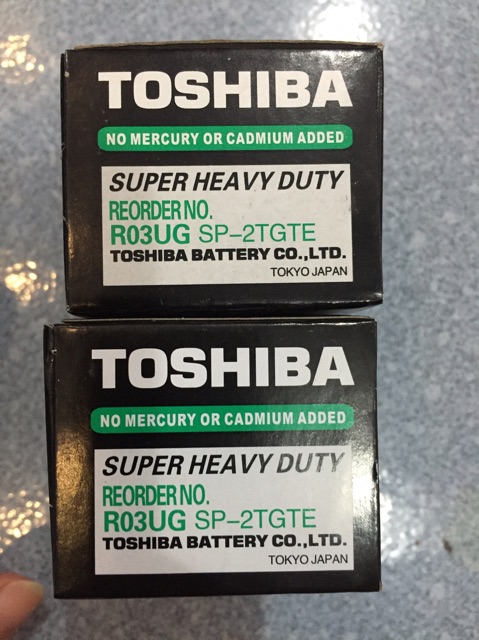 TOSHIBA
NO MERCURY OR CADMIUM ADDED
SUPER HEAVY DUTY
REORDER NO.
R03UG SP-2TGTE
TOSHIBA BATTERY CO.,LTD.
TOKYO JAPAN
TOSHIBA
NO MERCURY OR CADMIUM ADDED
SUPER HEAVY DUTY
REORDER NO.
R03UG SP-2TGTE
TOSHIBA BATTERY CO.,LTD.
TOKYO JAPAN